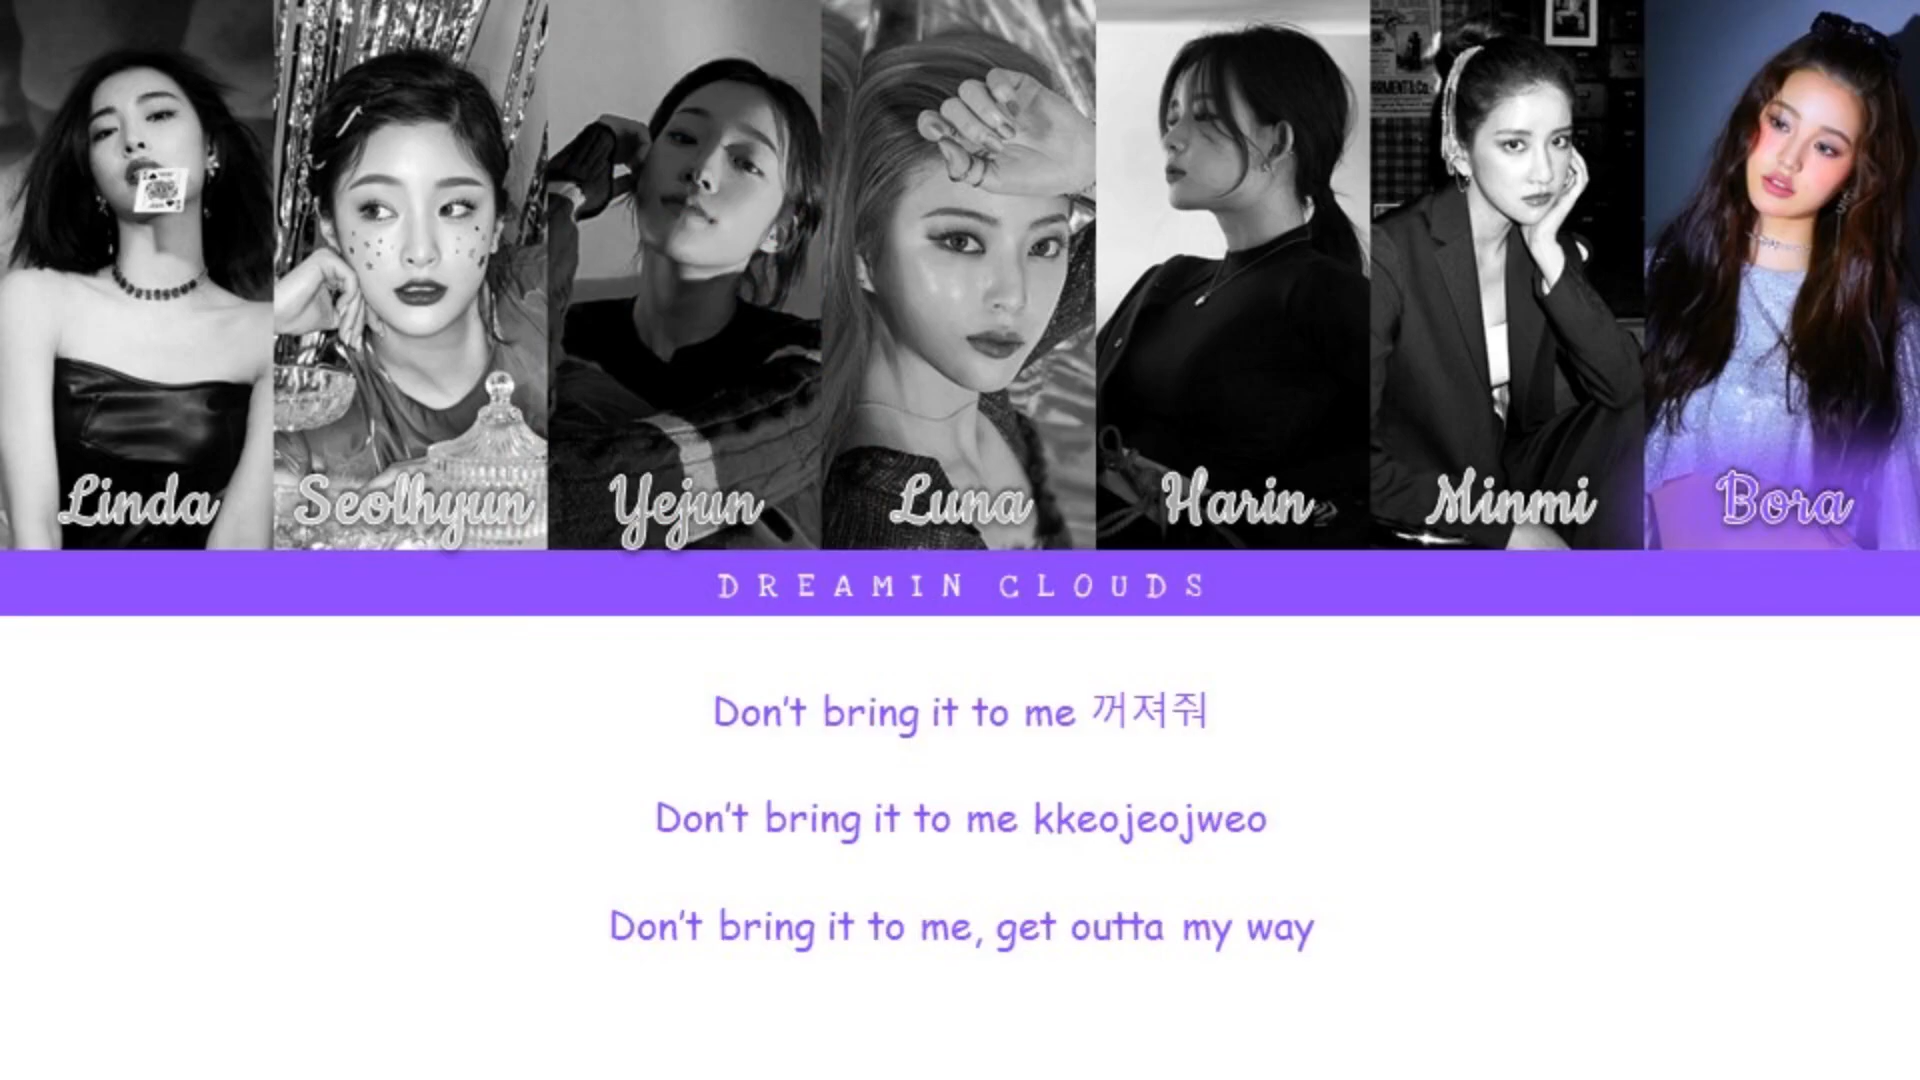 Linda
Seolhyun
Yejun
Luna
Harin
Minmi
Bora
DREAMIN CLOUDS
Don't bring it to me 꺼져줘
Don't bring it to me kkeojeojweo
Don't bring it to me, get outta my way